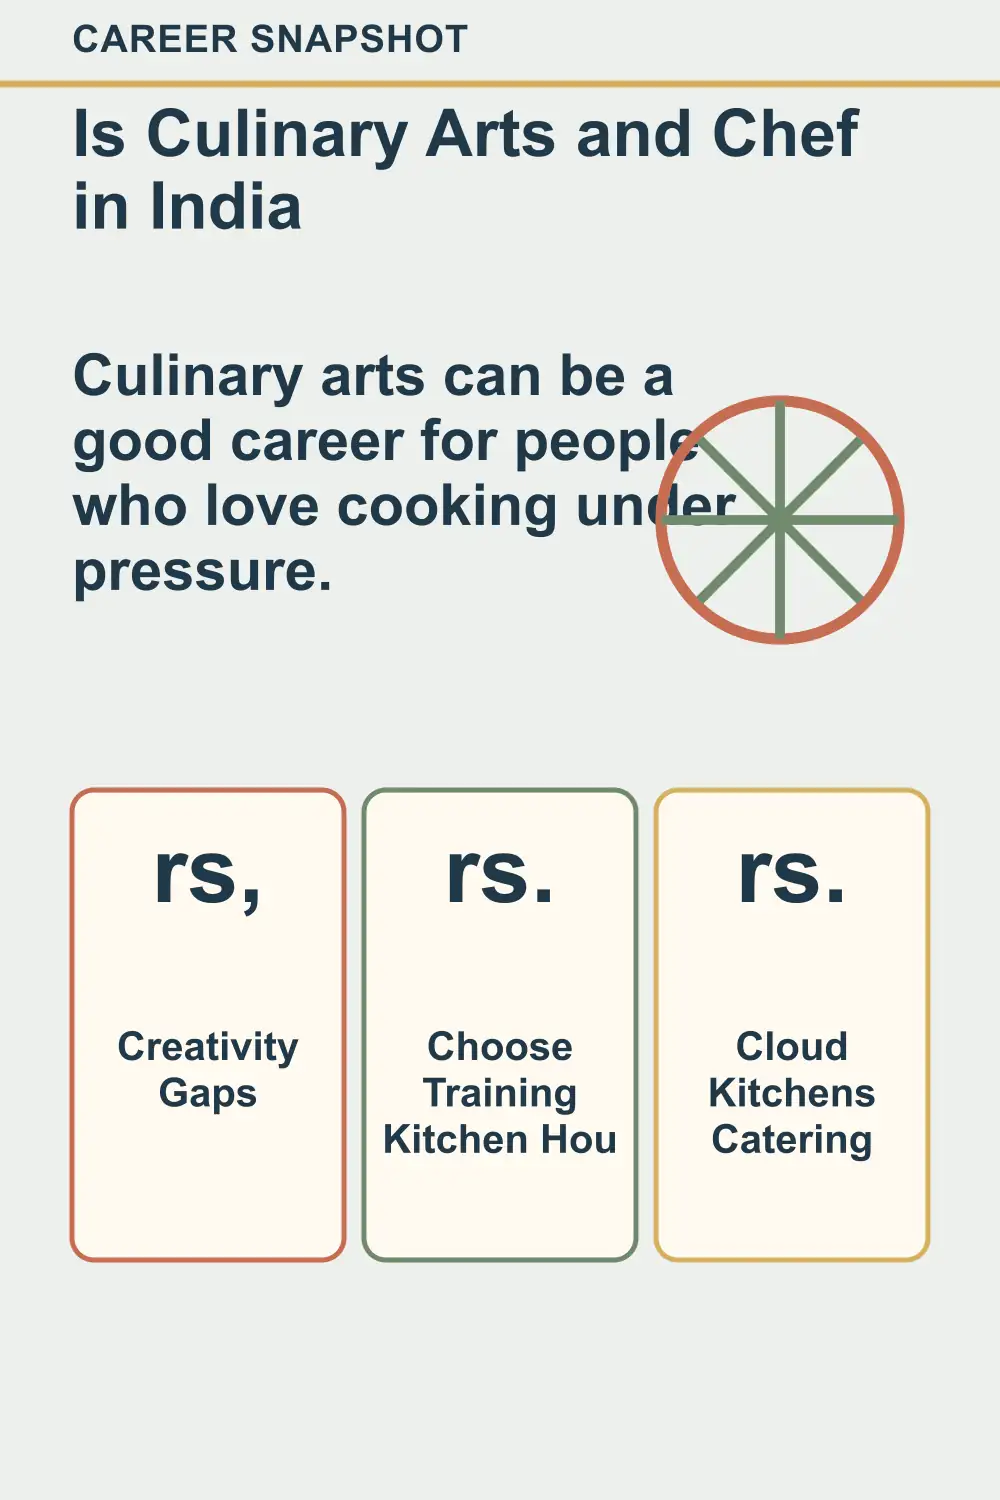 CAREER SNAPSHOT
Is Culinary Arts and Chef
in India
Culinary arts can be a
good career for people
who love cooking under
pressure.
rs,
Creativity
Gaps
rs.
Choose
Training
Kitchen Hou
rs.
Cloud
Kitchens
Catering